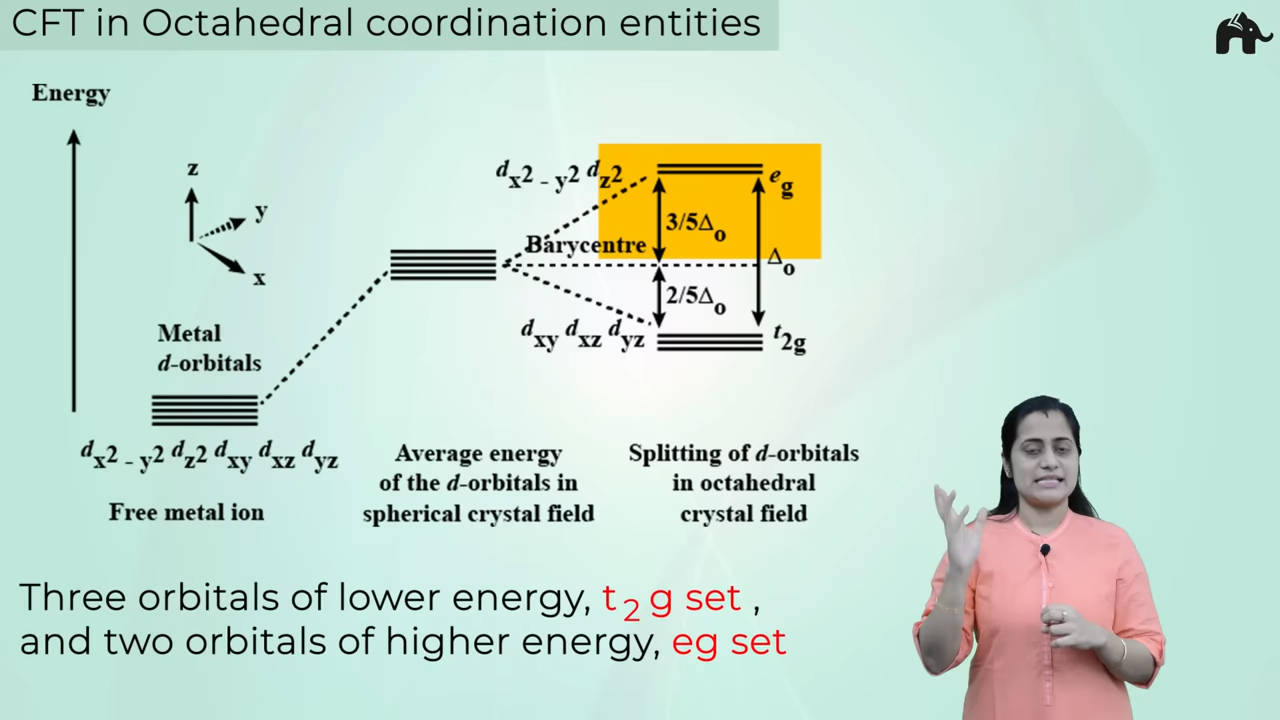 CFT in Octahedral coordination entities
Energy
z
y
x
Metal
d-orbitals
dx2 - y2 dz2 dxy dxz dyz
Free metal ion
Average energy
of the d-orbitals in
spherical crystal field
dx2 - y2 dz2
eg
3/5Δo
Barycentre
Δo
2/5Δo
dxy dxz dyz
t2g
Splitting of d-orbitals
in octahedral
crystal field
Three orbitals of lower energy, t2g set ,
and two orbitals of higher energy, eg set